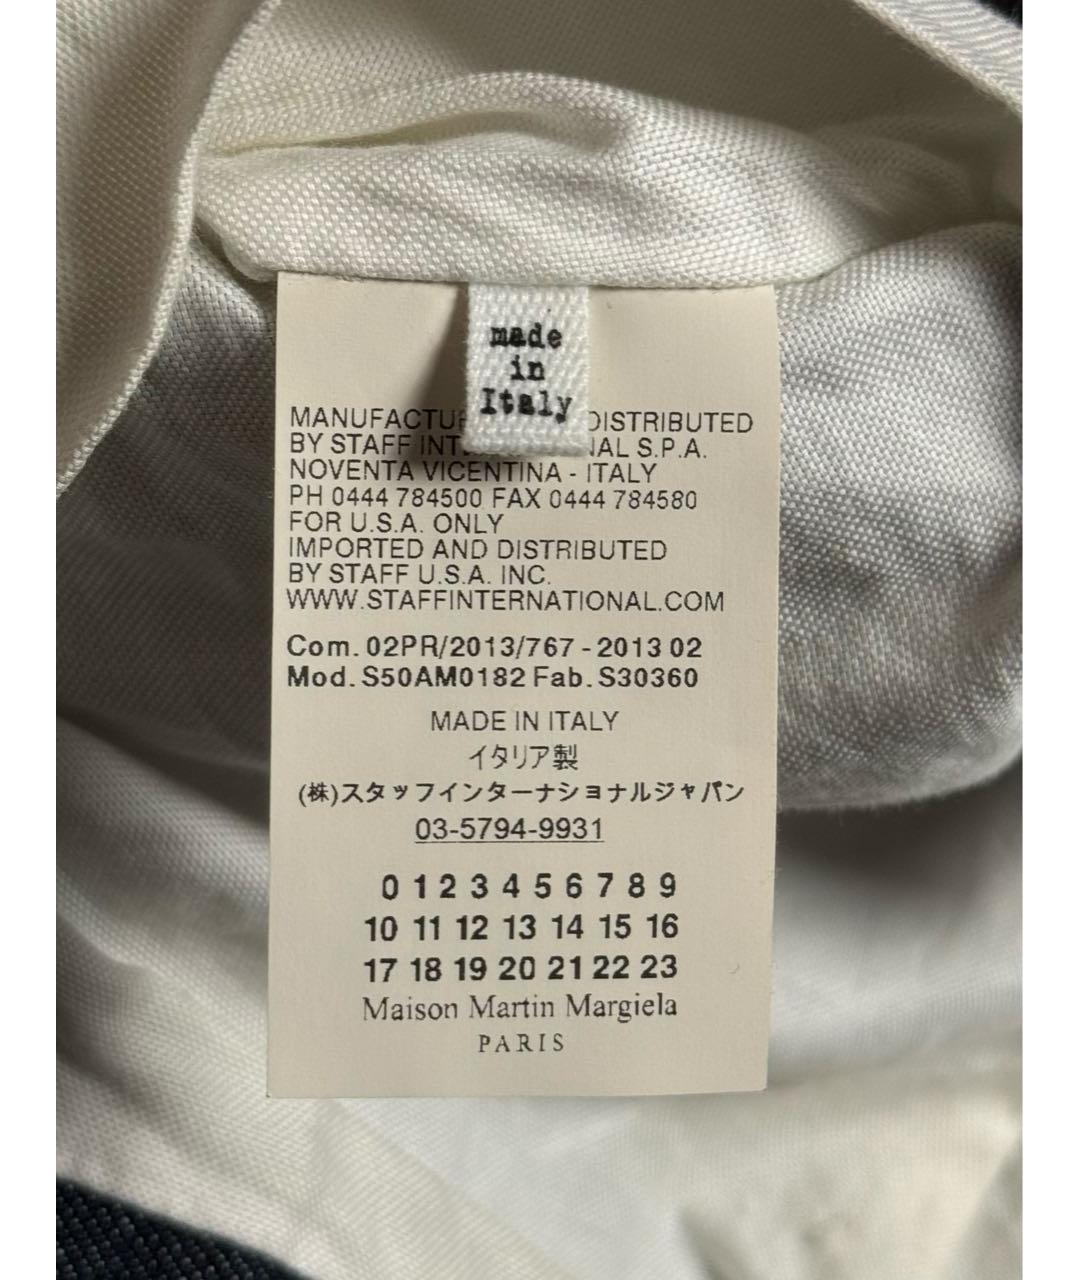 made
in
Italy
MANUFACTU DISTRIBUTED
BY STAFF INT NAL S.P.A.
NOVENTA VICENTINA - ITALY
PH 0444 784500 FAX 0444 784580
FOR U.S.A. ONLY
IMPORTED AND DISTRIBUTED
BY STAFF U.S.A. INC.
WWW.STAFFINTERNATIONAL.COM
Com. 02PR/2013/767 - 2013 02
Mod. S50AM0182 Fab. S30360
MADE IN ITALY
イタリア製
(株)スタッフインターナショナルジャパン
03-5794-9931
0 1 2 3 4 5 6 7 8 9
10 11 12 13 14 15 16
17 18 19 20 21 22 23
Maison Martin Margiela
PARIS